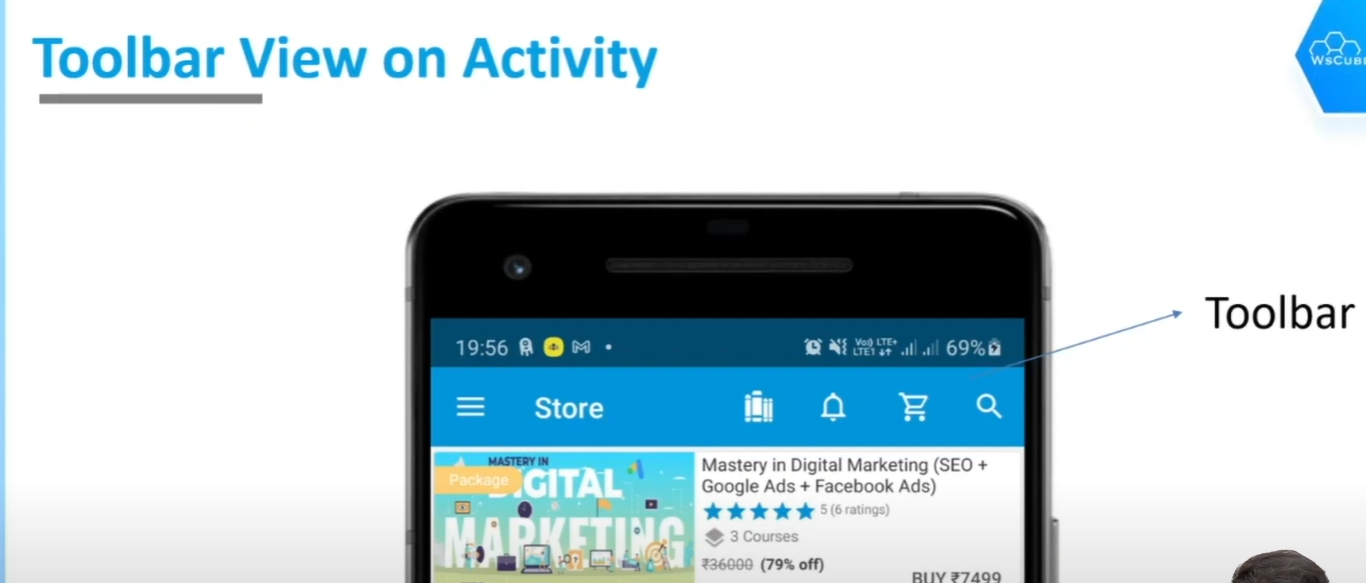 Toolbar View on Activity
WsCUBE
19:56
Voı) LTE+
LTE1 ↓↑
69%
Toolbar
Store
MASTERY IN
Package
DIGITAL
MARKETING
Mastery in Digital Marketing (SEO +
Google Ads + Facebook Ads)
5 (6 ratings)
3 Courses
₹36000 (79% off)
BUY ₹7499